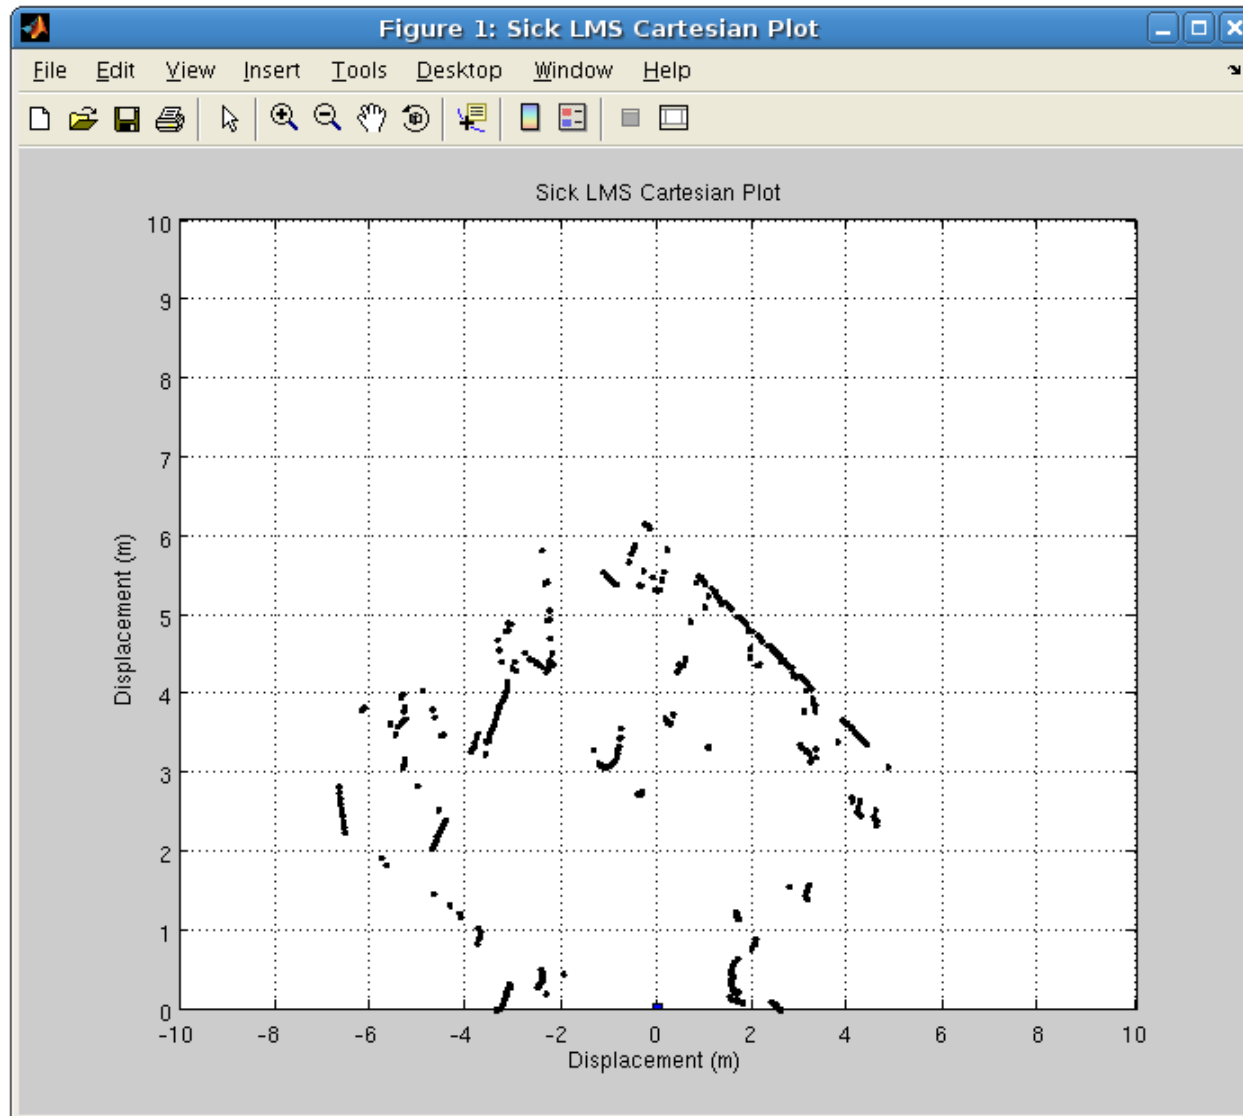 Figure 1: Sick LMS Cartesian Plot
File Edit View Insert Tools Desktop Window Help
Sick LMS Cartesian Plot
10
9
8
7
6
5
4
3
2
1
0
Displacement (m)
-10 -8 -6 -4 -2 0 2 4 6 8 10
Displacement (m)